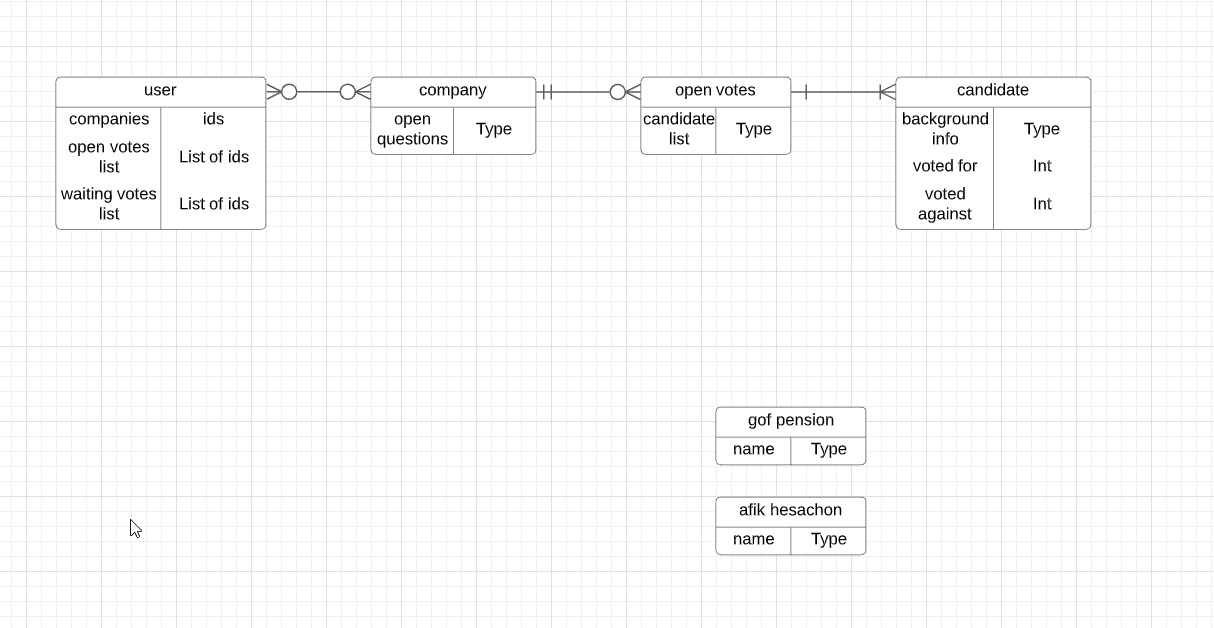 user
companies ids
open votes
list
List of ids
waiting votes
list
List of ids
company
open
questions
Type
open votes
candidate
list
Type
candidate
background
info
Type
voted for Int
voted
against
Int
gof pension
name Type
afik hesachon
name Type